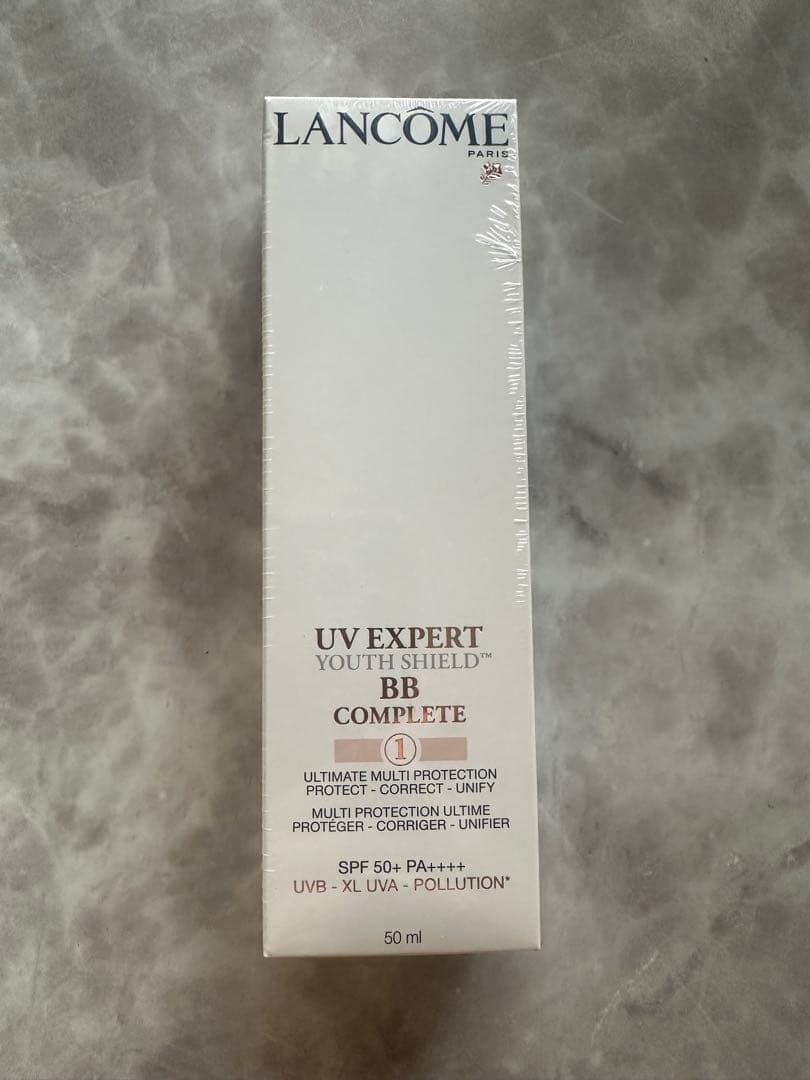 LANCÔME
PARIS
UV EXPERT
YOUTH SHIELD™
BB
COMPLETE
1
ULTIMATE MULTI PROTECTION
PROTECT - CORRECT - UNIFY
MULTI PROTECTION ULTIME
PROTÉGER - CORRIGER - UNIFIER
SPF 50+ PA++++
UVB - XL UVA - POLLUTION*
50 ml